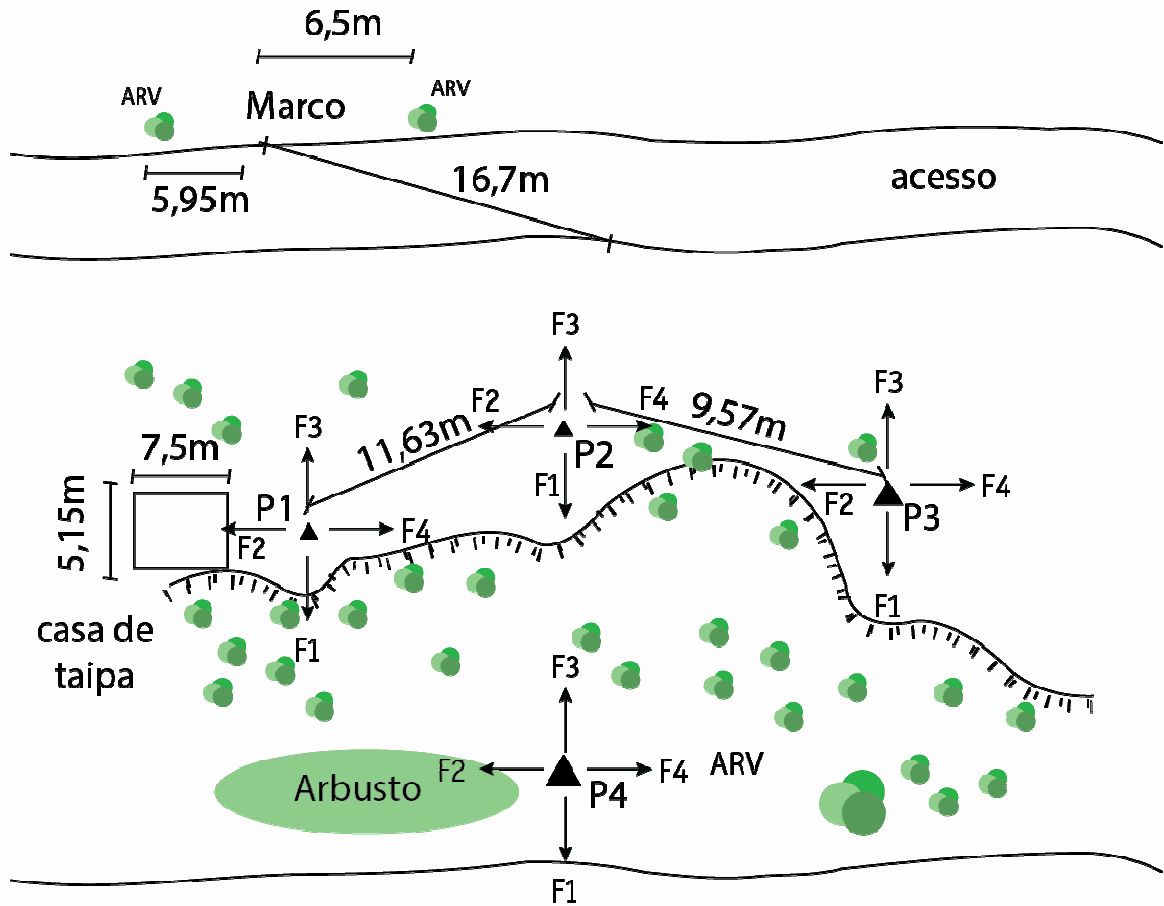 6,5m
ARV
Marco
ARV
5,95m
16,7m
acesso
F3
F3
F2
F4
9,57m
7,5m
F3
11,63m
P2
5,15m
P1
F1
F2
P3
F4
F2
F4
casa de
taipa
F1
F1
F3
Arbusto
F2
F4
ARV
P4
F1